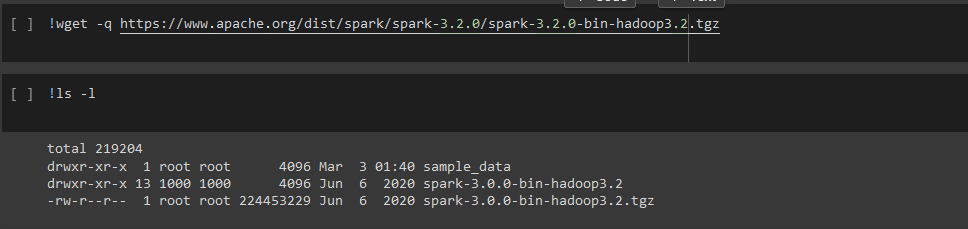 [ ] !wget -q https://www.apache.org/dist/spark/spark-3.2.0/spark-3.2.0-bin-hadoop3.2.tgz
[ ] !ls -l
total 219204
drwxr-xr-x  1 root root      4096 Mar  3 01:40 sample_data
drwxr-xr-x 13 1000 1000      4096 Jun  6  2020 spark-3.0.0-bin-hadoop3.2
-rw-r--r--  1 root root 224453229 Jun  6  2020 spark-3.0.0-bin-hadoop3.2.tgz